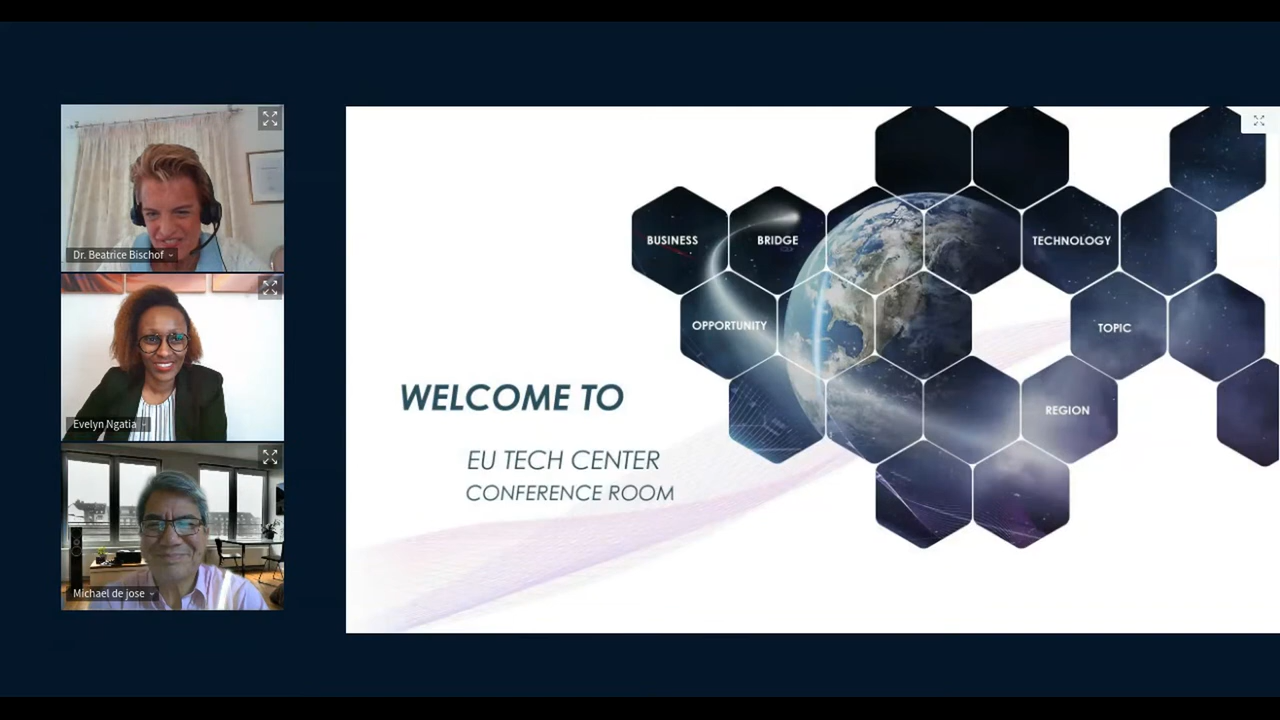 Dr. Beatrice Bischof
Evelyn Ngatia
Michael de jose
BUSINESS
BRIDGE
TECHNOLOGY
OPPORTUNITY
TOPIC
REGION
WELCOME TO
EU TECH CENTER
CONFERENCE ROOM